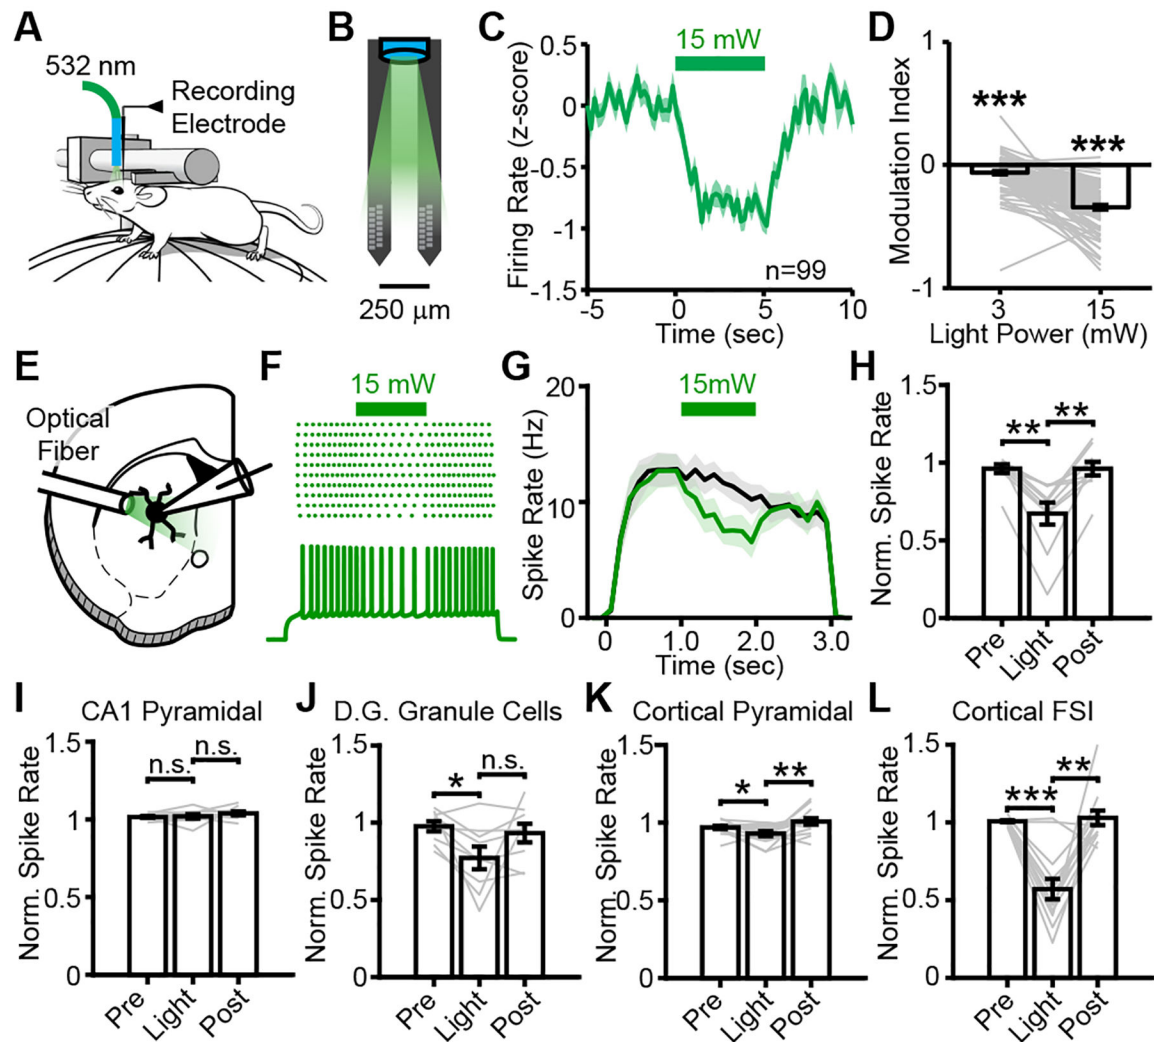 A
532 nm
Recording
Electrode
B
250 μm
C
15 mW
Firing Rate (z-score)
0.5
0
-0.5
-1
-1.5
n=99
-5
0
5
10
Time (sec)
D
Modulation Index
1
0
-1
***
***
3
15
Light Power (mW)
E
Optical
Fiber
F
15 mW
G
15mW
Spike Rate (Hz)
20
10
0
0
1.0
2.0
3.0
Time (sec)
H
Norm. Spike Rate
1.5
1
0.5
0
**
**
Pre
Light
Post
I
CA1 Pyramidal
Norm. Spike Rate
1.5
1
0.5
0
n.s.
n.s.
Pre
Light
Post
J
D.G. Granule Cells
Norm. Spike Rate
1.5
1
0.5
0
*
n.s.
Pre
Light
Post
K
Cortical Pyramidal
Norm. Spike Rate
1.5
1
0.5
0
*
**
Pre
Light
Post
L
Cortical FSI
Norm. Spike Rate
1.5
1
0.5
0
***
**
Pre
Light
Post